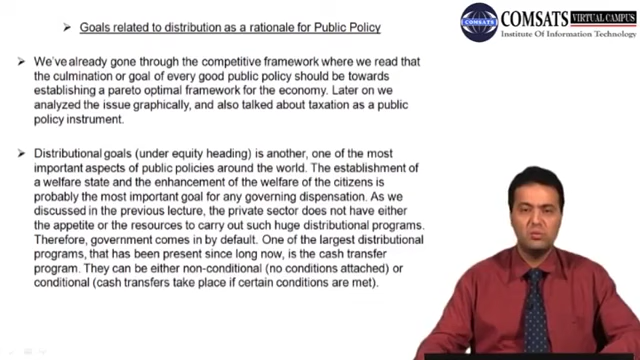 COMSATS VIRTUAL CAMPUS
Institute Of Information Technology
➢ Goals related to distribution as a rationale for Public Policy
➢ We've already gone through the competitive framework where we read that
the culmination or goal of every good public policy should be towards
establishing a pareto optimal framework for the economy. Later on we
analyzed the issue graphically, and also talked about taxation as a public
policy instrument.
➢ Distributional goals (under equity heading) is another, one of the most
important aspects of public policies around the world. The establishment of
a welfare state and the enhancement of the welfare of the citizens is
probably the most important goal for any governing dispensation. As we
discussed in the previous lecture, the private sector does not have either
the appetite or the resources to carry out such huge distributional programs.
Therefore, government comes in by default. One of the largest distributional
programs, that has been present since long now, is the cash transfer
program. They can be either non-conditional (no conditions attached) or
conditional (cash transfers take place if certain conditions are met).